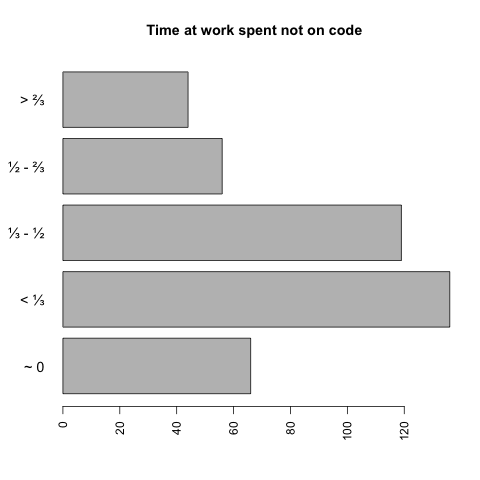 Time at work spent not on code
> ⅔
½ - ⅔
⅓ - ½
< ⅓
~ 0
0 20 40 60 80 100 120